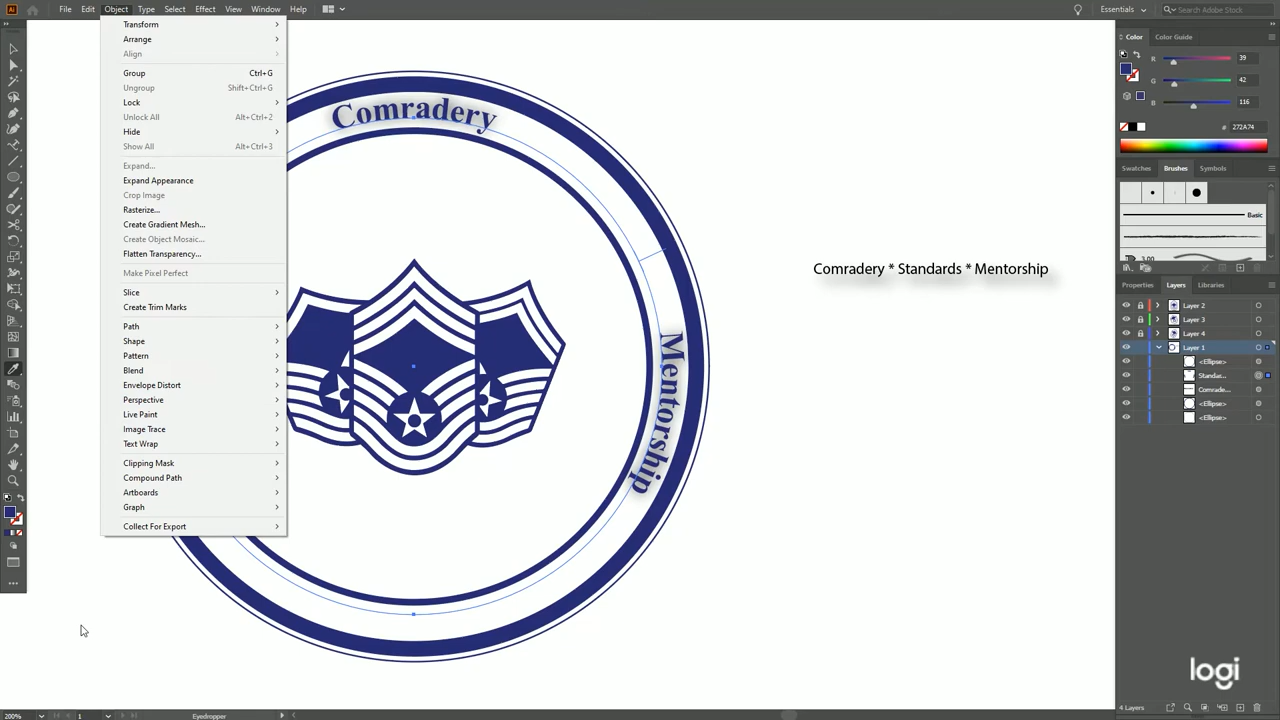 File Edit Object Type Select Effect View Window Help
Essentials
Search Adobe Stock
Transform
Arrange
Align
Group Ctrl+G
Ungroup Shift+Ctrl+G
Lock
Unlock All Alt+Ctrl+2
Hide
Show All Alt+Ctrl+3
Expand...
Expand Appearance
Crop Image
Rasterize...
Create Gradient Mesh...
Create Object Mosaic...
Flatten Transparency...
Make Pixel Perfect
Slice
Create Trim Marks
Path
Shape
Pattern
Blend
Envelope Distort
Perspective
Live Paint
Image Trace
Text Wrap
Clipping Mask
Compound Path
Artboards
Graph
Collect For Export
Comradery
Mentorship
Comradery * Standards * Mentorship
Color Color Guide
R 39
G 42
B 116
# 272A74
Swatches Brushes Symbols
Basic
3.00
Properties Layers Libraries
Layer 2
Layer 3
Layer 4
Layer 1
<Ellipse>
Standas...
Comrade...
<Ellipse>
<Ellipse>
4 Layers
logi
200% 1 Eyedropper